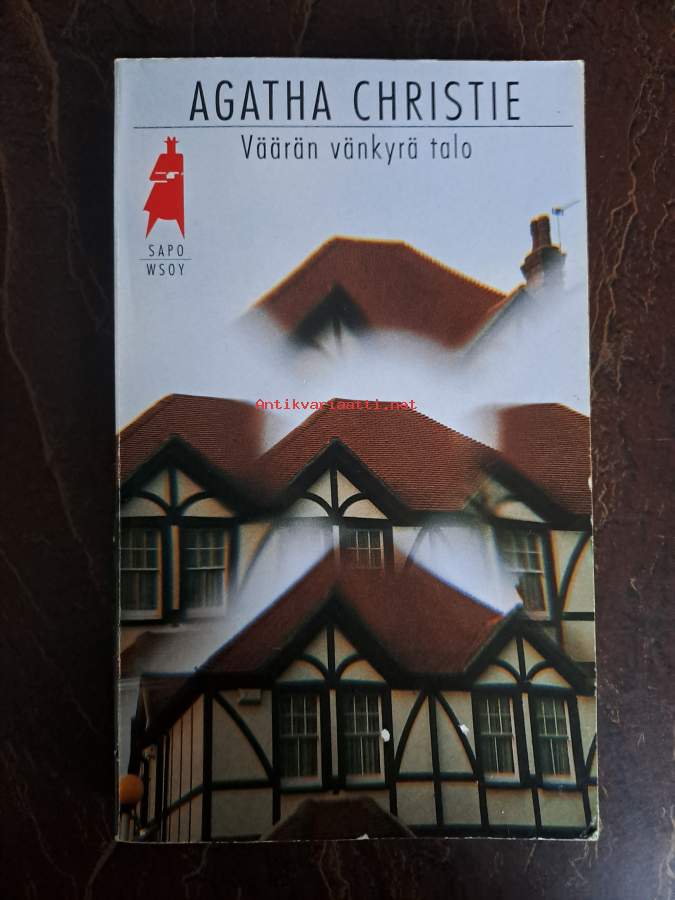 AGATHA CHRISTIE
Väärän vänkyrä talo
SAPO
WSOY
Antikvariaatti.net